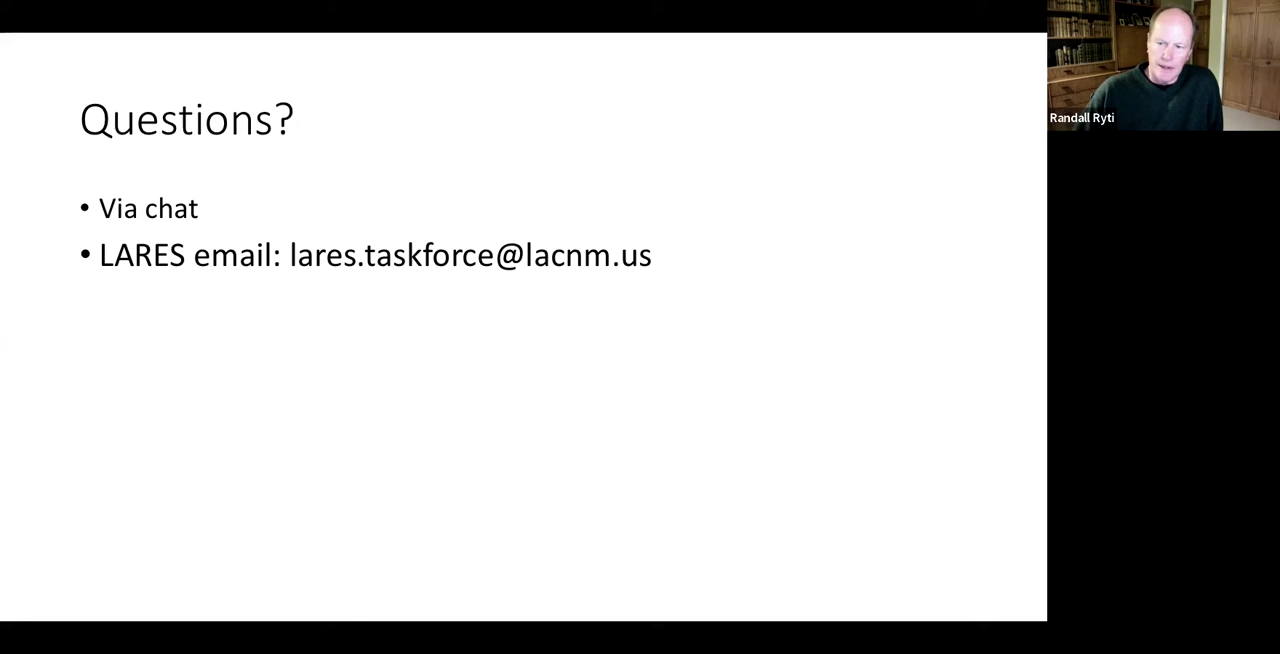 Questions?
• Via chat
• LARES email: lares.taskforce@lacnm.us
Randall Ryti